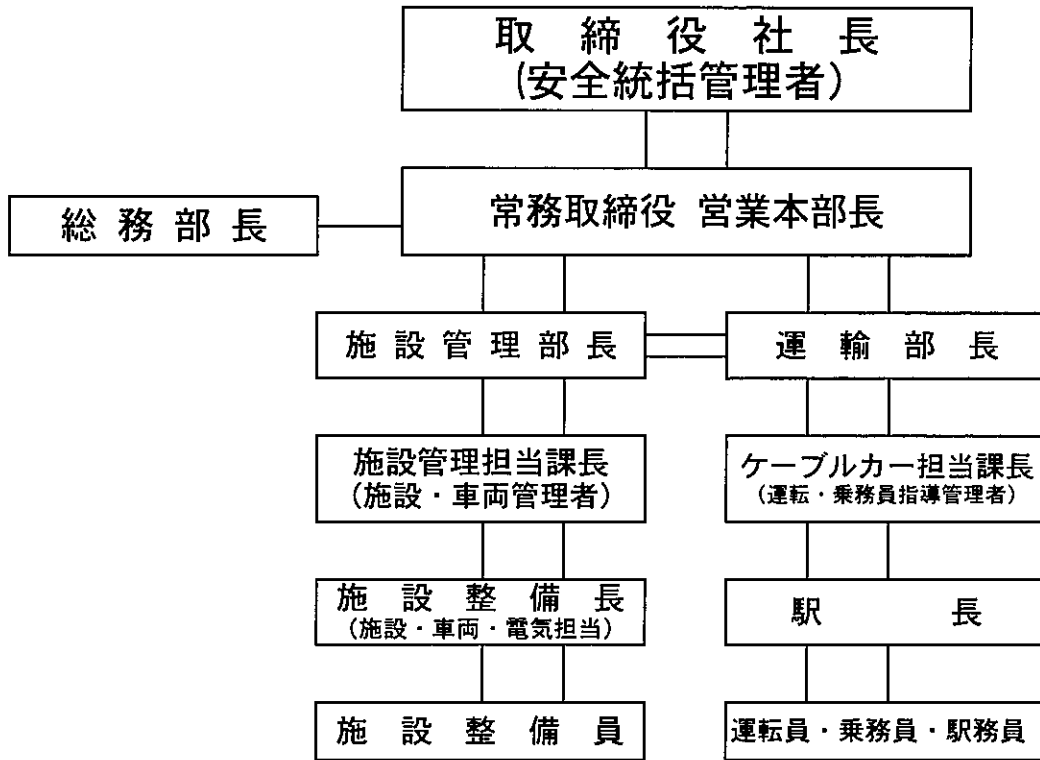 取締役社長
(安全統括管理者)
常務取締役 営業本部長
総務部長
施設管理部長
運輸部長
施設管理担当課長
(施設・車両管理者)
ケーブルカー担当課長
(運転・乗務員指導管理者)
施設整備長
(施設・車両・電気担当)
駅長
施設整備員
運転員・乗務員・駅務員